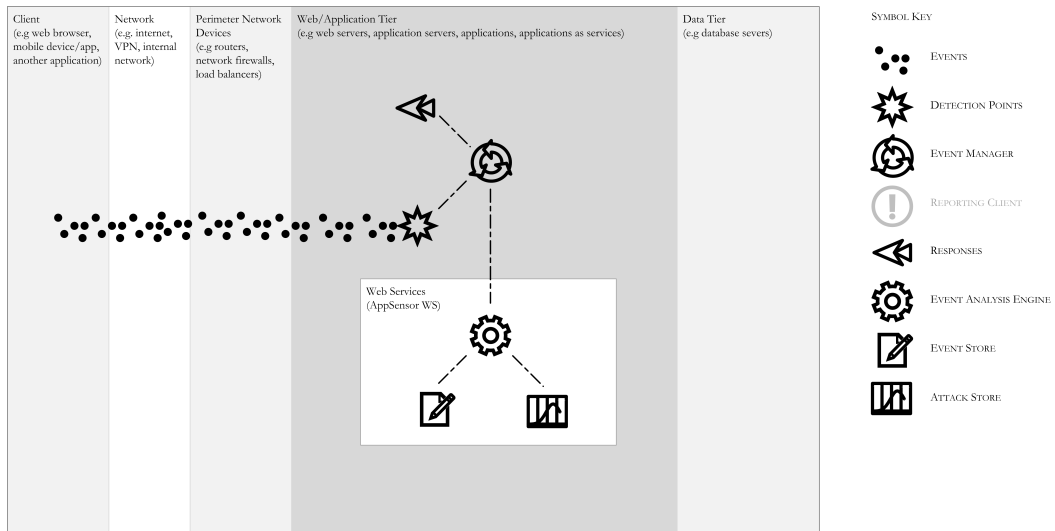 Client
(e.g web browser,
mobile device/app,
another application)
Network
(e.g. internet,
VPN, internal
network)
Perimeter Network
Devices
(e.g routers,
network firewalls,
load balancers)
Web/Application Tier
(e.g web servers, application servers, applications, applications as services)
Data Tier
(e.g database severs)
Web Services
(AppSensor WS)
Symbol Key
Events
Detection Points
Event Manager
Reporting Client
Responses
Event Analysis Engine
Event Store
Attack Store